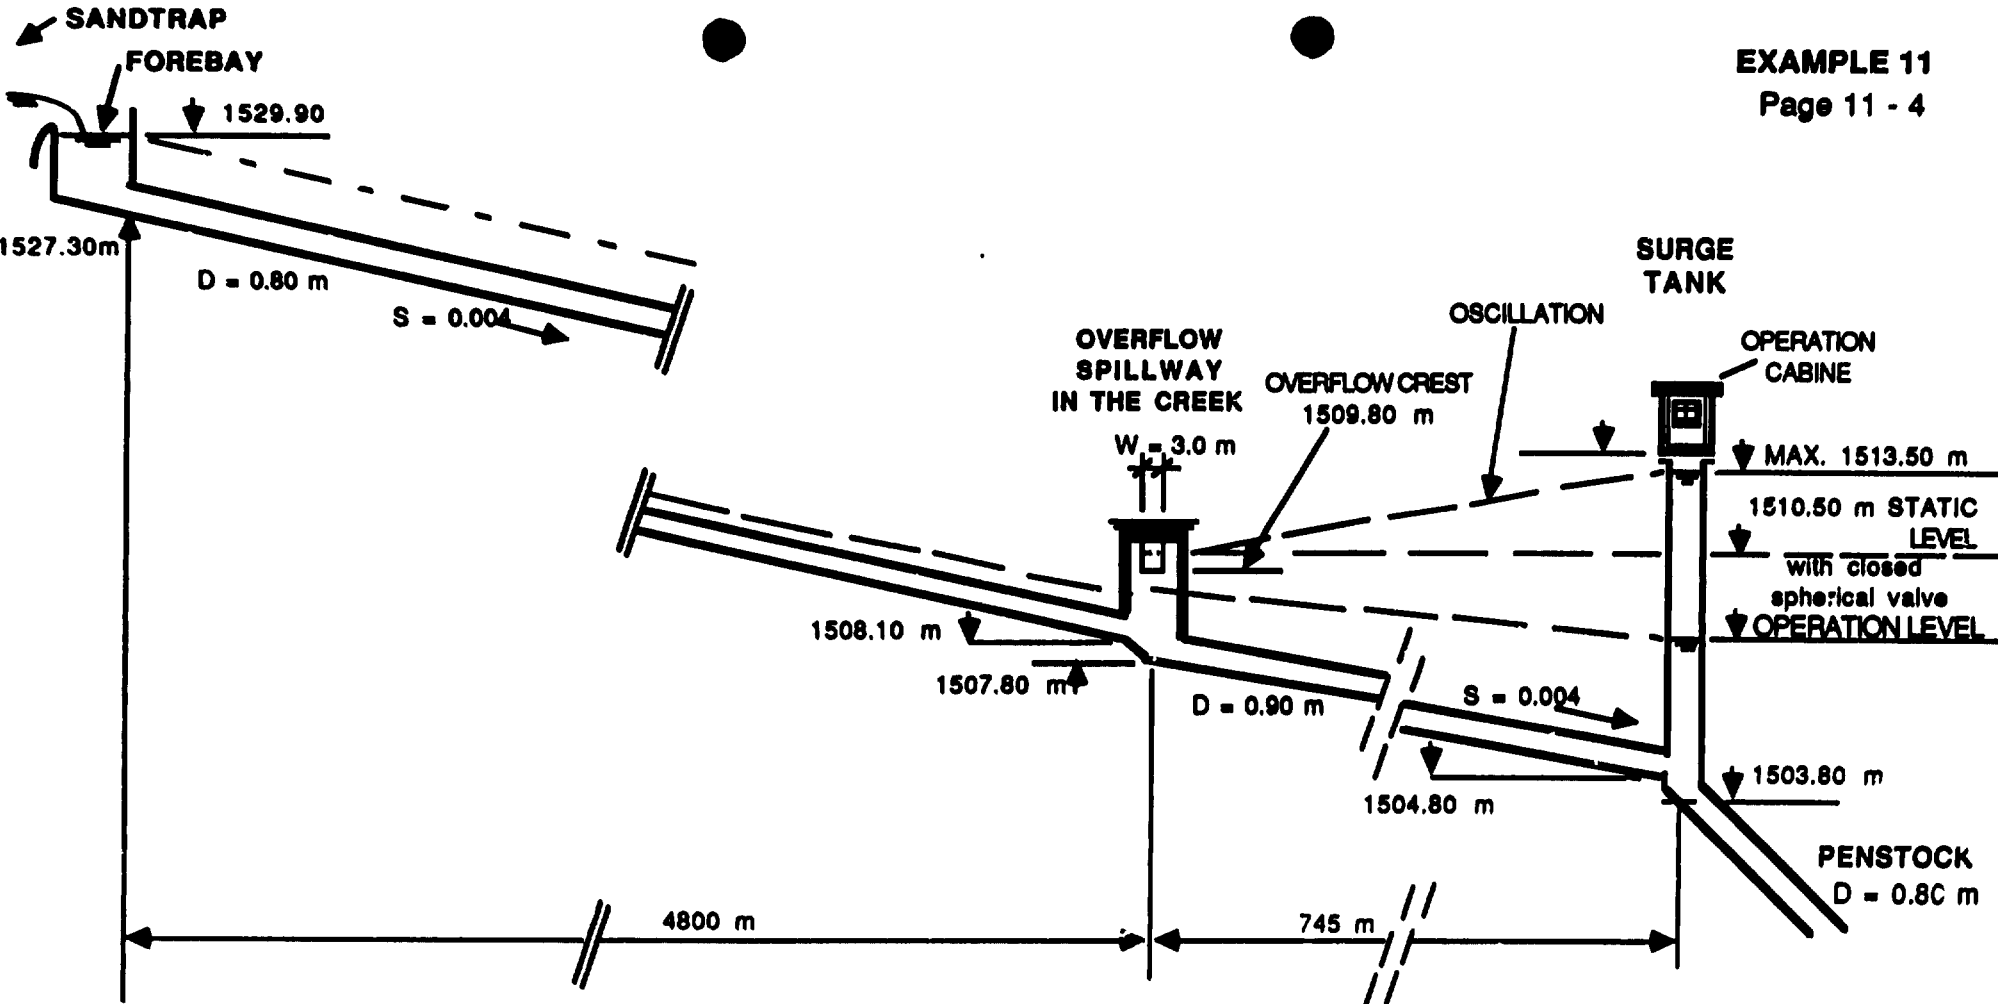 SANDTRAP
FOREBAY
1529.90
EXAMPLE 11
Page 11 - 4
1527.30m
D = 0.80 m
S = 0.004
SURGE
TANK
OSCILLATION
OPERATION
CABINE
OVERFLOW
SPILLWAY
IN THE CREEK
W = 3.0 m
OVERFLOW CREST
1509.80 m
MAX. 1513.50 m
1510.50 m STATIC
LEVEL
with closed
spherical valve
OPERATION LEVEL
1508.10 m
1507.80 m
D = 0.90 m
S = 0.004
1504.80 m
1503.80 m
PENSTOCK
D = 0.80 m
4800 m
745 m